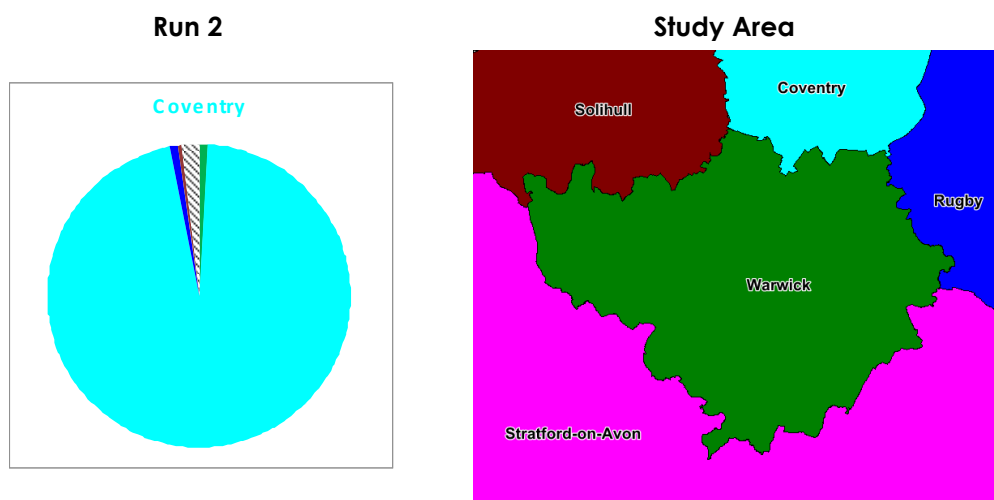 Run 2
Study Area
Coventry
Solihull
Coventry
Rugby
Warwick
Stratford-on-Avon